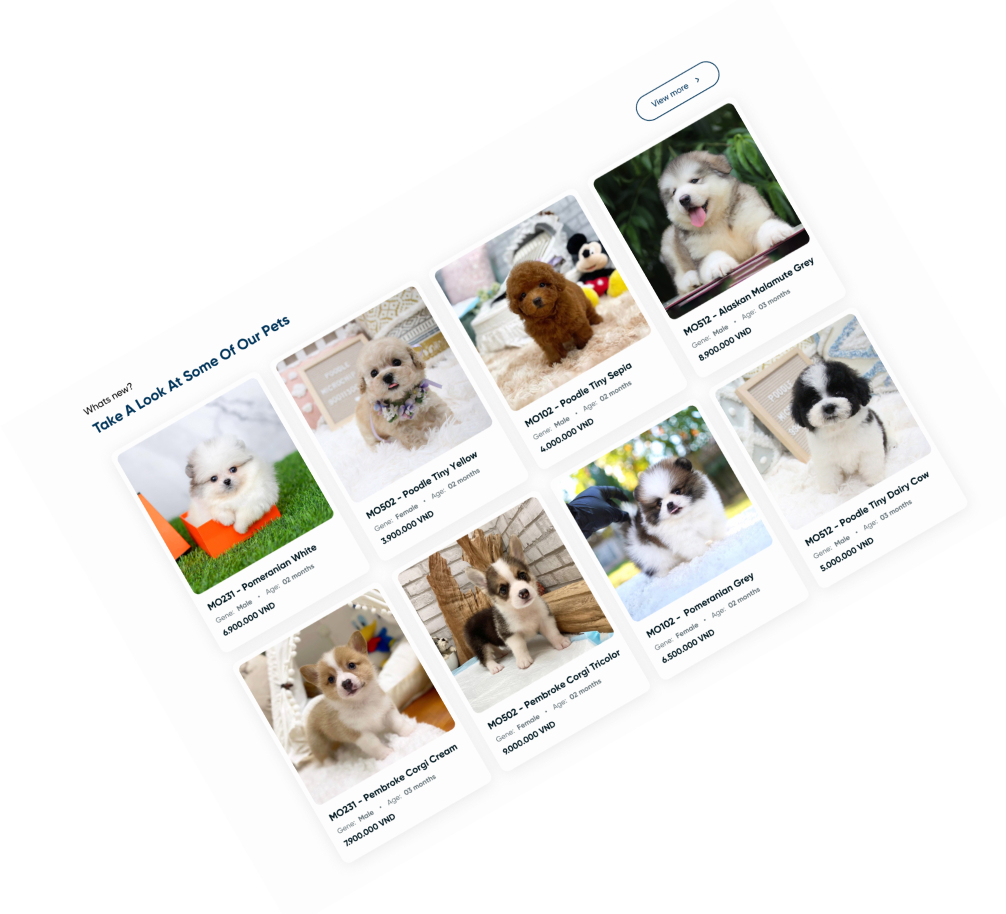 Whats new?
Take A Look At Some Of Our Pets
View more
MO231 - Pomeranian White
Gene: Male • Age: 02 months
6.900.000 VND
MO502 - Poodle Tiny Yellow
Gene: Female • Age: 02 months
3.900.000 VND
MO102 - Poodle Tiny Sepia
Gene: Male • Age: 02 months
4.000.000 VND
MO512 - Alaskan Malamute Grey
Gene: Male • Age: 03 months
8.900.000 VND
MO231 - Pembroke Corgi Cream
Gene: Male • Age: 03 months
7.900.000 VND
MO502 - Pembroke Corgi Tricolor
Gene: Female • Age: 02 months
9.000.000 VND
MO102 - Pomeranian Grey
Gene: Female • Age: 02 months
6.500.000 VND
MO512 - Poodle Tiny Dairy Cow
Gene: Male • Age: 03 months
5.000.000 VND